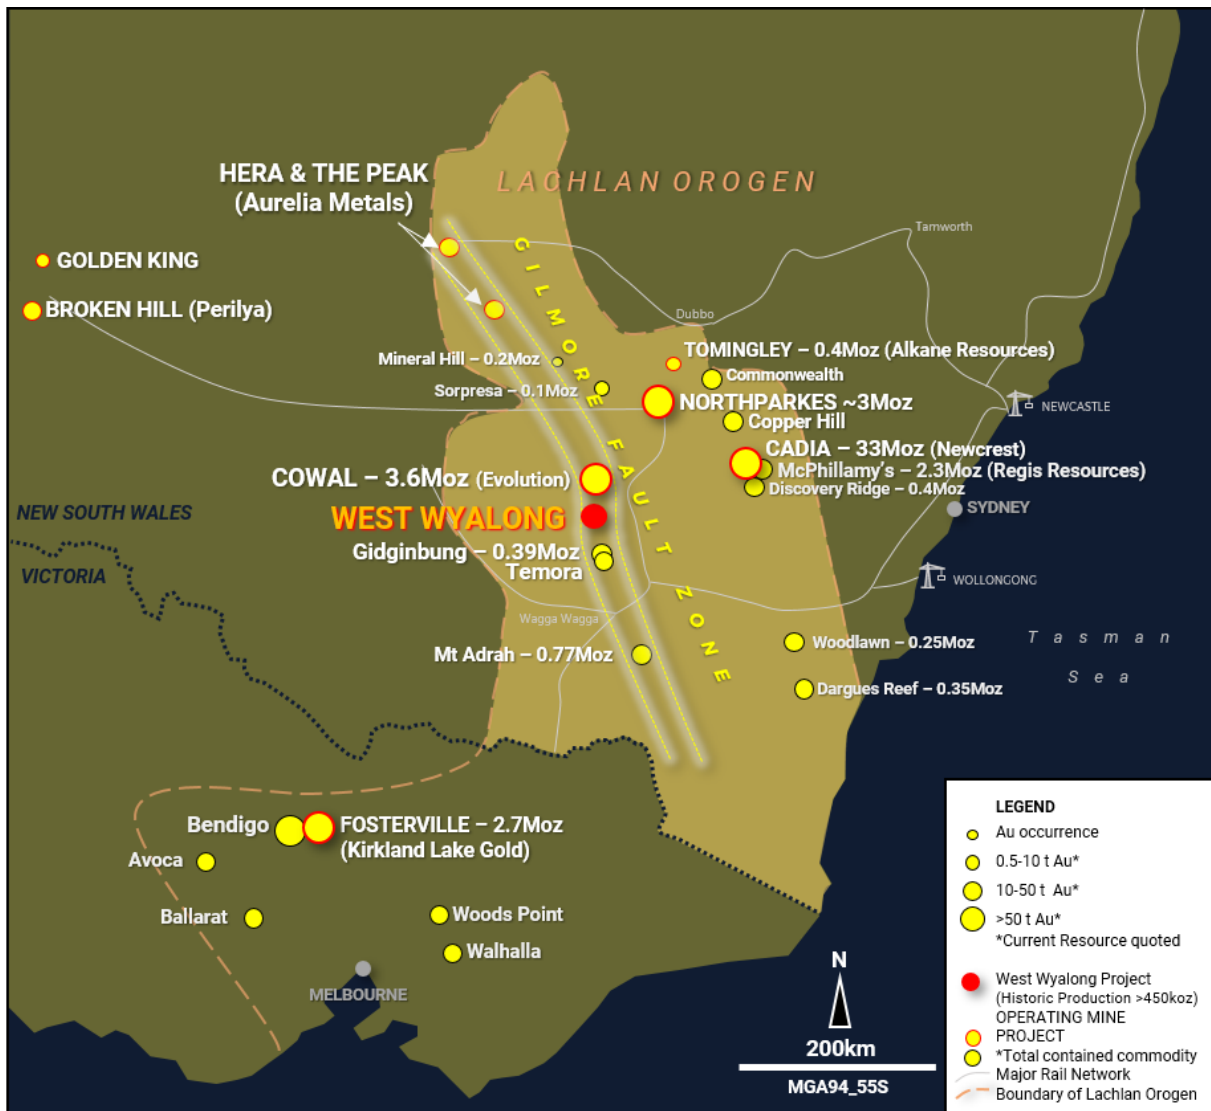 LACHLAN OROGEN
HERA & THE PEAK
(Aurelia Metals)
Tamworth
GOLDEN KING
BROKEN HILL (Perilya)
GILMORE FAULT ZONE
Dubbo
Mineral Hill – 0.2Moz
TOMINGLEY – 0.4Moz (Alkane Resources)
Commonwealth
Sorpresa – 0.1Moz
NORTHPARKES ~3Moz
NEWCASTLE
Copper Hill
CADIA – 33Moz (Newcrest)
McPhillamy's – 2.3Moz (Regis Resources)
Discovery Ridge – 0.4Moz
COWAL – 3.6Moz (Evolution)
WEST WYALONG
SYDNEY
NEW SOUTH WALES
VICTORIA
Gidginbung – 0.39Moz
Temora
WOLLONGONG
Wagga Wagga
Mt Adrah – 0.77Moz
Woodlawn – 0.25Moz
Dargues Reef – 0.35Moz
Tasman
Sea
Bendigo
FOSTERVILLE – 2.7Moz
(Kirkland Lake Gold)
Avoca
Ballarat
Woods Point
Walhalla
MELBOURNE
N
200km
MGA94_55S
LEGEND
Au occurrence
0.5-10 t Au*
10-50 t Au*
>50 t Au*
*Current Resource quoted
West Wyalong Project
(Historic Production >450koz)
OPERATING MINE
PROJECT
*Total contained commodity
Major Rail Network
Boundary of Lachlan Orogen